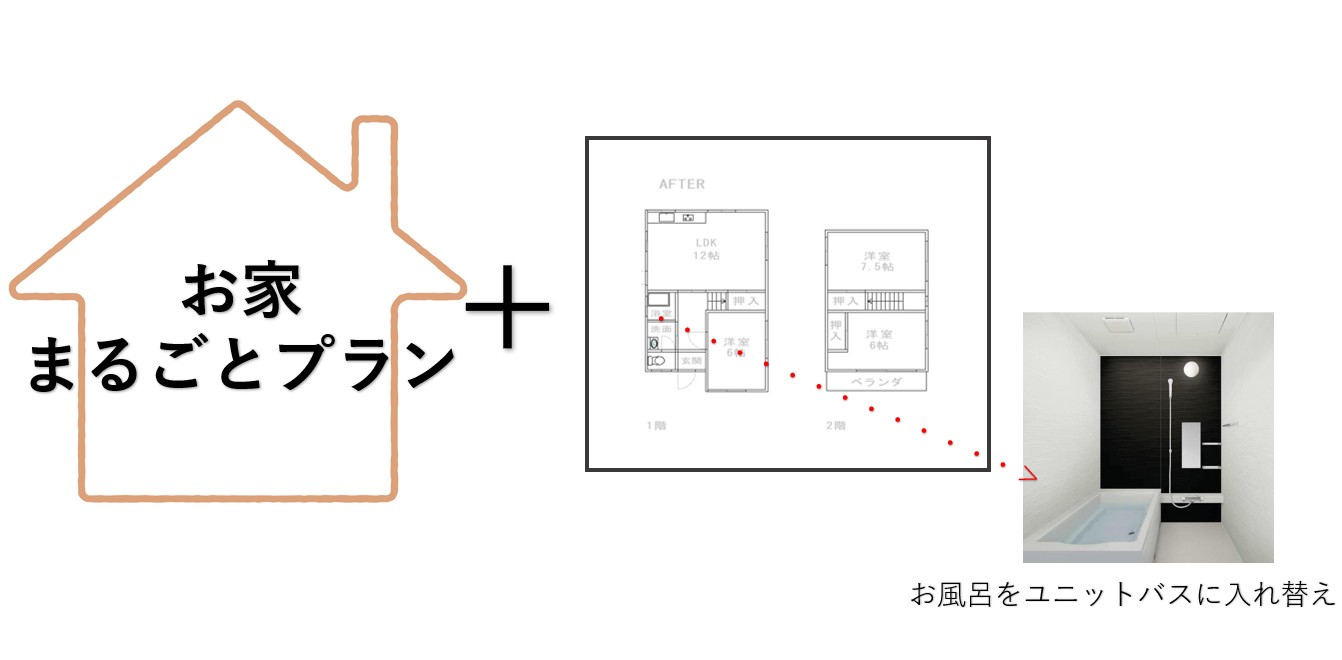 お家
まるごとプラン
AFTER
LDK
12帖
浴室
押入
洗面
洋室
6帖
玄関
1階
洋室
7.5帖
押入
押入
洋室
6帖
ベランダ
2階
お風呂をユニットバスに入れ替え